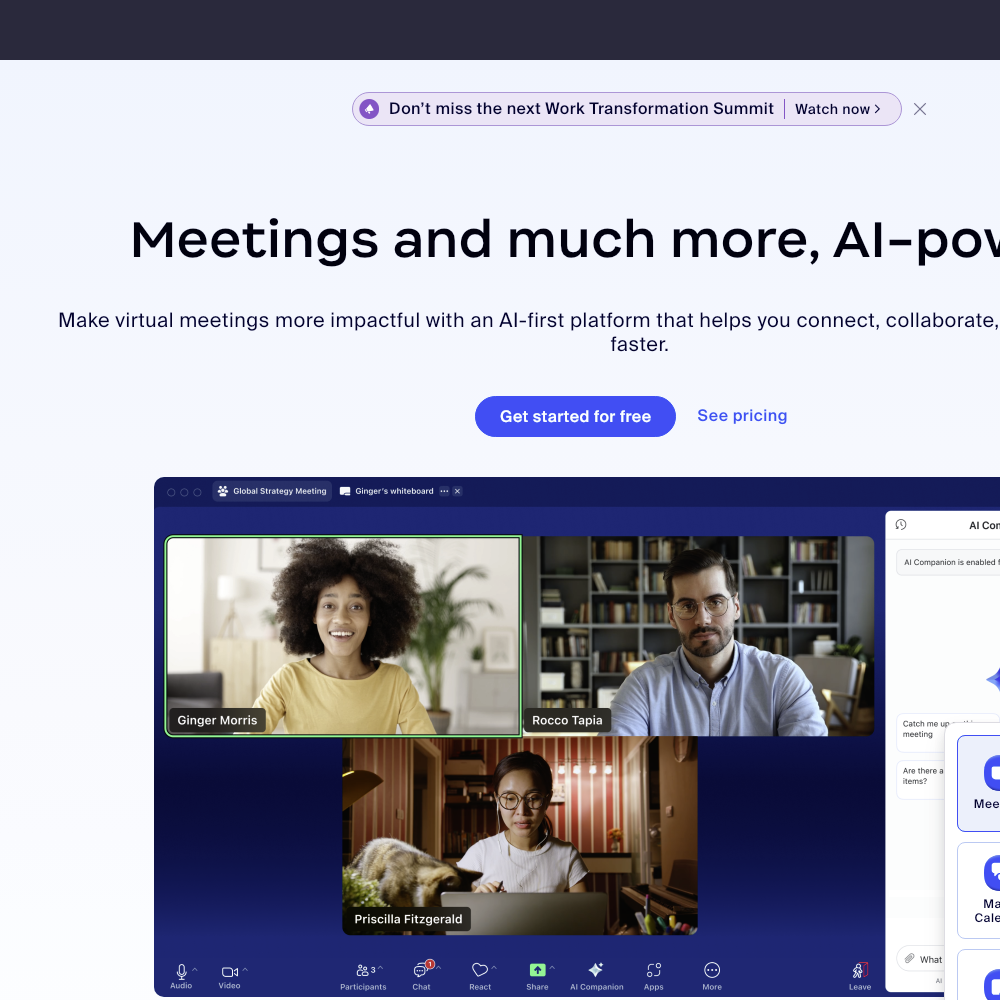 Don't miss the next Work Transformation Summit
Watch now
Meetings and much more, AI-pow
Make virtual meetings more impactful with an AI-first platform that helps you connect, collaborate,
faster.
Get started for free
See pricing
Global Strategy Meeting
Ginger's whiteboard
AI Con
AI Companion is enabled f
Ginger Morris
Rocco Tapia
Catch me up
meeting
Are there a
items?
Mee
Ma
Cale
Priscilla Fitzgerald
What
AI
Audio
Video
3
Participants
1
Chat
React
Share
AI Companion
Apps
More
Leave